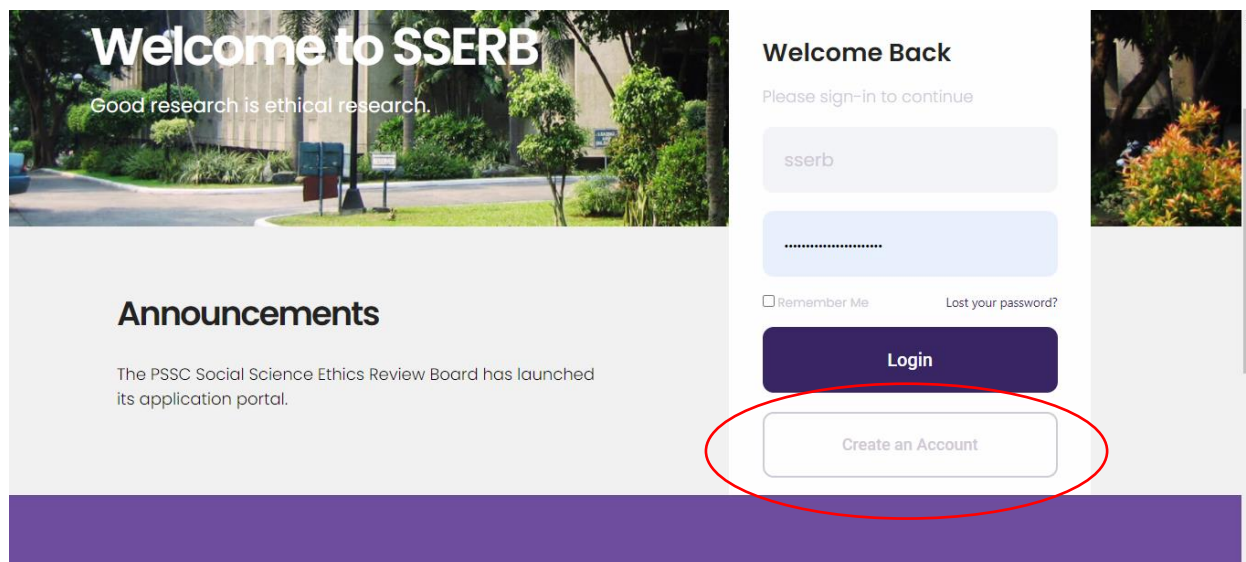 Welcome to SSERB
Good research is ethical research.
Welcome Back
Please sign-in to continue
sserb
Remember Me
Lost your password?
Login
Create an Account
Announcements
The PSSC Social Science Ethics Review Board has launched
its application portal.